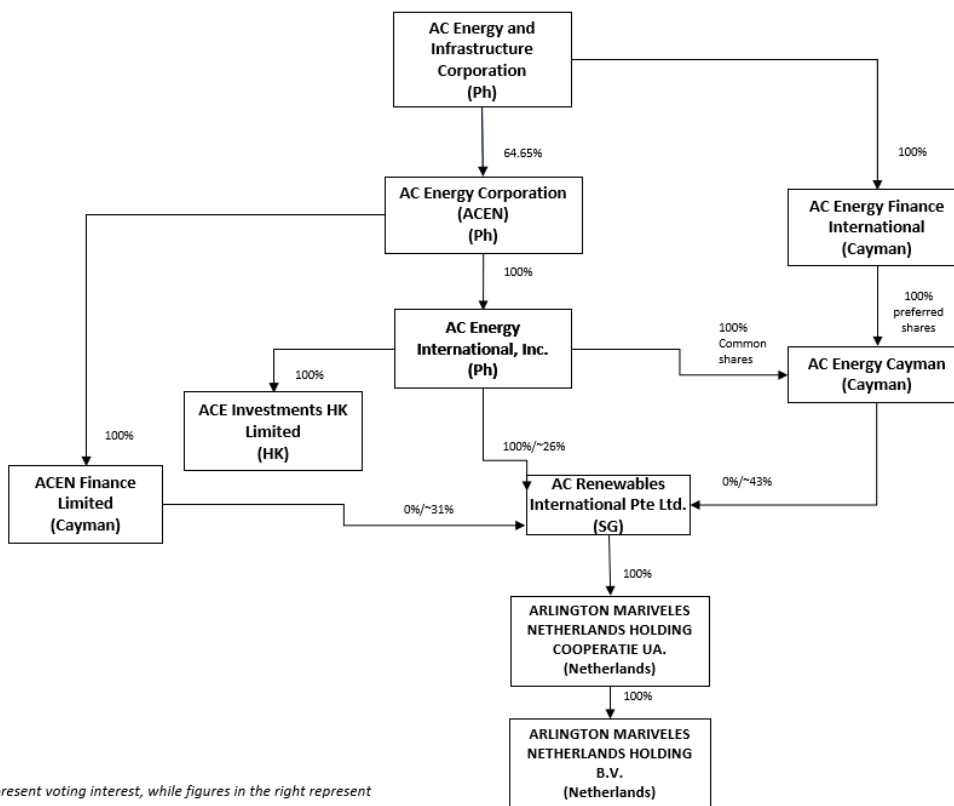 AC Energy and
Infrastructure
Corporation
(Ph)
64.65%
100%
AC Energy Corporation
(ACEN)
(Ph)
AC Energy Finance
International
(Cayman)
100%
100%
preferred
shares
AC Energy
International, Inc.
(Ph)
100%
Common
shares
AC Energy Cayman
(Cayman)
100%
ACE Investments HK
Limited
(HK)
100%
100%/~26%
ACEN Finance
Limited
(Cayman)
0%/~31%
AC Renewables
International Pte Ltd.
(SG)
0%/~43%
100%
ARLINGTON MARIVELES
NETHERLANDS HOLDING
COOPERATIE UA.
(Netherlands)
100%
ARLINGTON MARIVELES
NETHERLANDS HOLDING
B.V.
(Netherlands)
present voting interest, while figures in the right represent